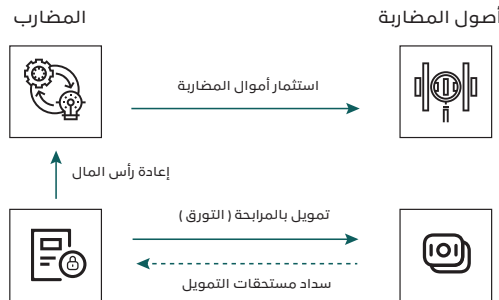 أصول المضاربة
المضارب
استثمار أموال المضاربة
إعادة رأس المال
تمويل بالمرابحة ( التورق )
سداد مستحقات التمويل